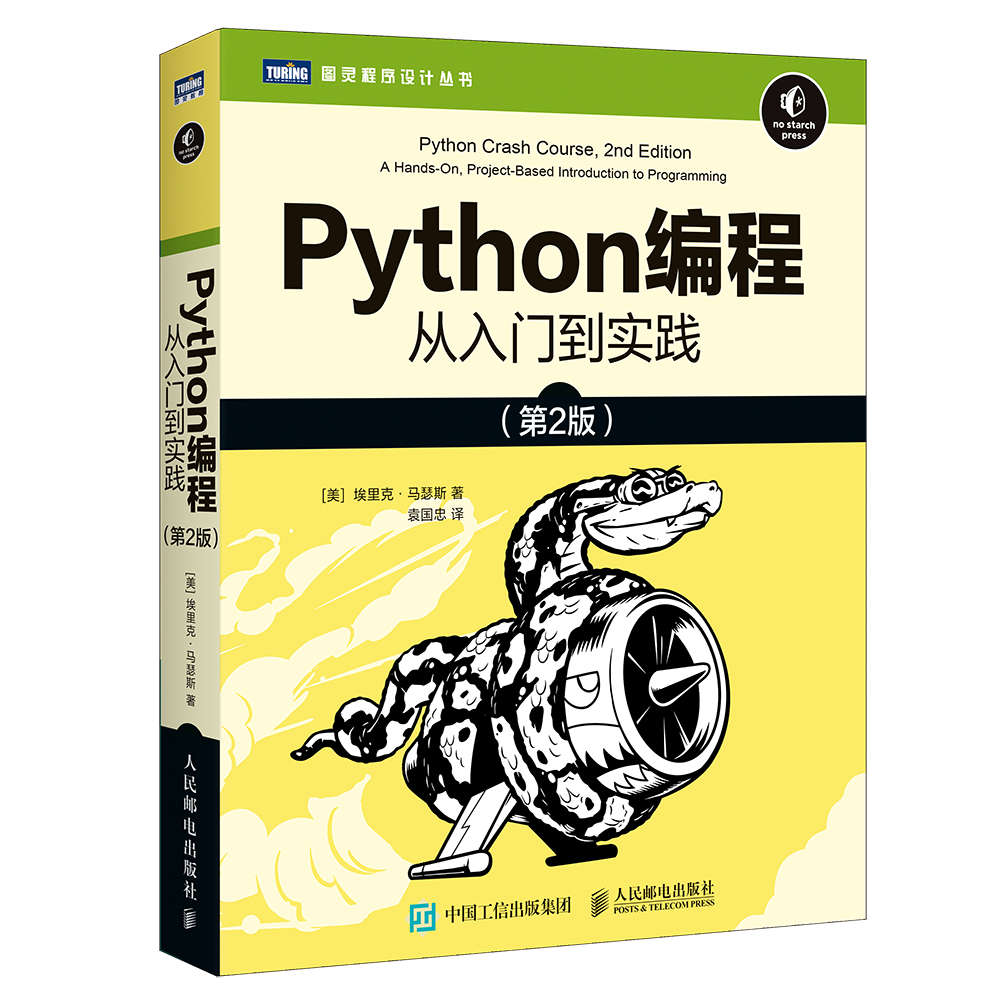 TURING 图灵程序设计丛书
no starch
press
Python Crash Course, 2nd Edition
A Hands-On, Project-Based Introduction to Programming
Python编程
从入门到实践
(第2版)
[美] 埃里克·马瑟斯 著
袁国忠 译
中国工信出版集团
人民邮电出版社
POSTS & TELECOM PRESS
TURING
图灵教育
no starch
press
Python编程
从入门到实践
(第2版)
[美] 埃里克·马瑟斯 著
人民邮电出版社